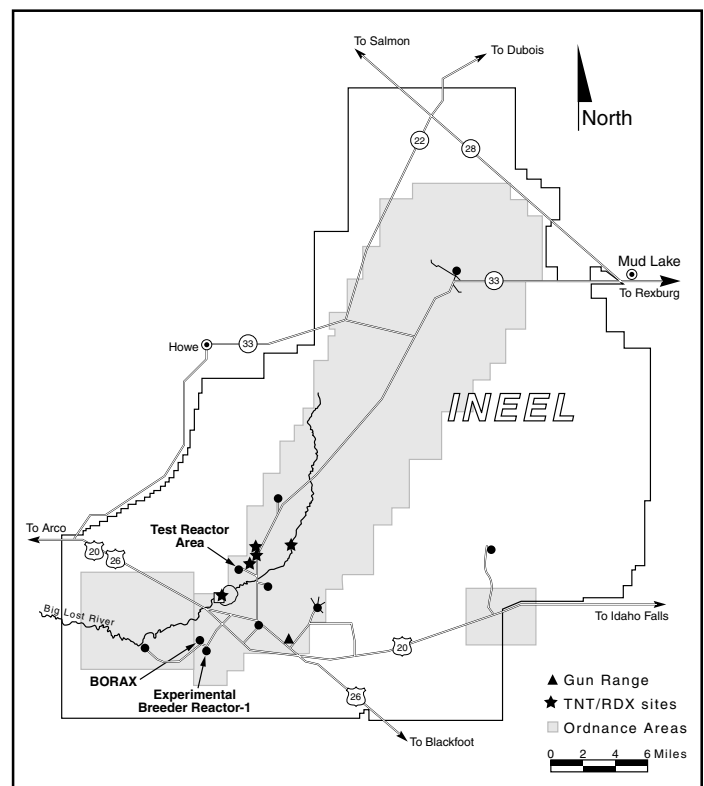 To Salmon
To Dubois
North
22
28
Mud Lake
33
To Rexburg
Howe
33
INEEL
To Arco
20
26
Test Reactor
Area
Big Lost River
To Idaho Falls
20
BORAX
Experimental
Breeder Reactor-1
26
To Blackfoot
Gun Range
TNT/RDX sites
Ordnance Areas
0 2 4 6 Miles